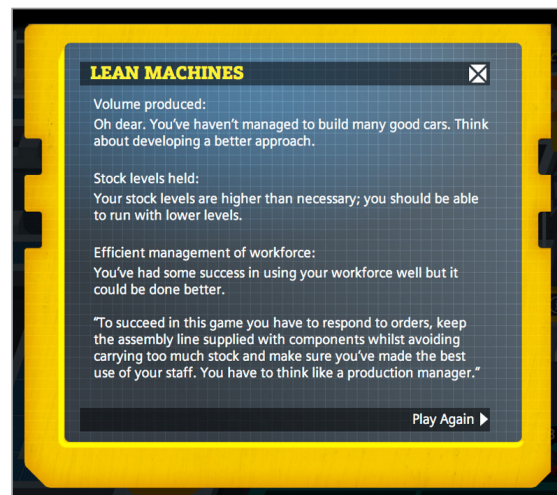 LEAN MACHINES
Volume produced:
Oh dear. You've haven't managed to build many good cars. Think
about developing a better approach.
Stock levels held:
Your stock levels are higher than necessary; you should be able
to run with lower levels.
Efficient management of workforce:
You've had some success in using your workforce well but it
could be done better.
"To succeed in this game you have to respond to orders, keep
the assembly line supplied with components whilst avoiding
carrying too much stock and make sure you've made the best
use of your staff. You have to think like a production manager."
Play Again